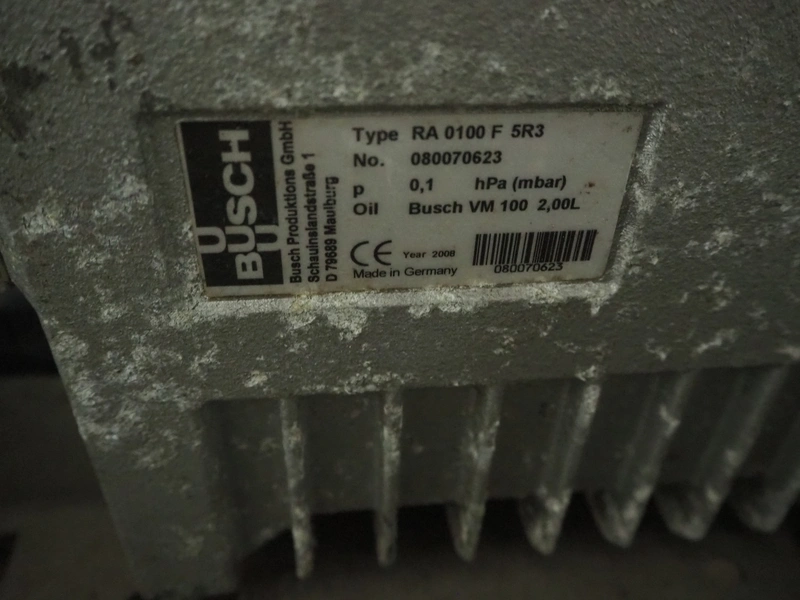 U
BUSCH
U
Busch Produktions GmbH
Schauinslandstraße 1
D 79689 Maulburg
Type RA 0100 F 5R3
No. 080070623
p 0,1 hPa (mbar)
Oil Busch VM 100 2,00L
CE Year 2008
Made in Germany
080070623